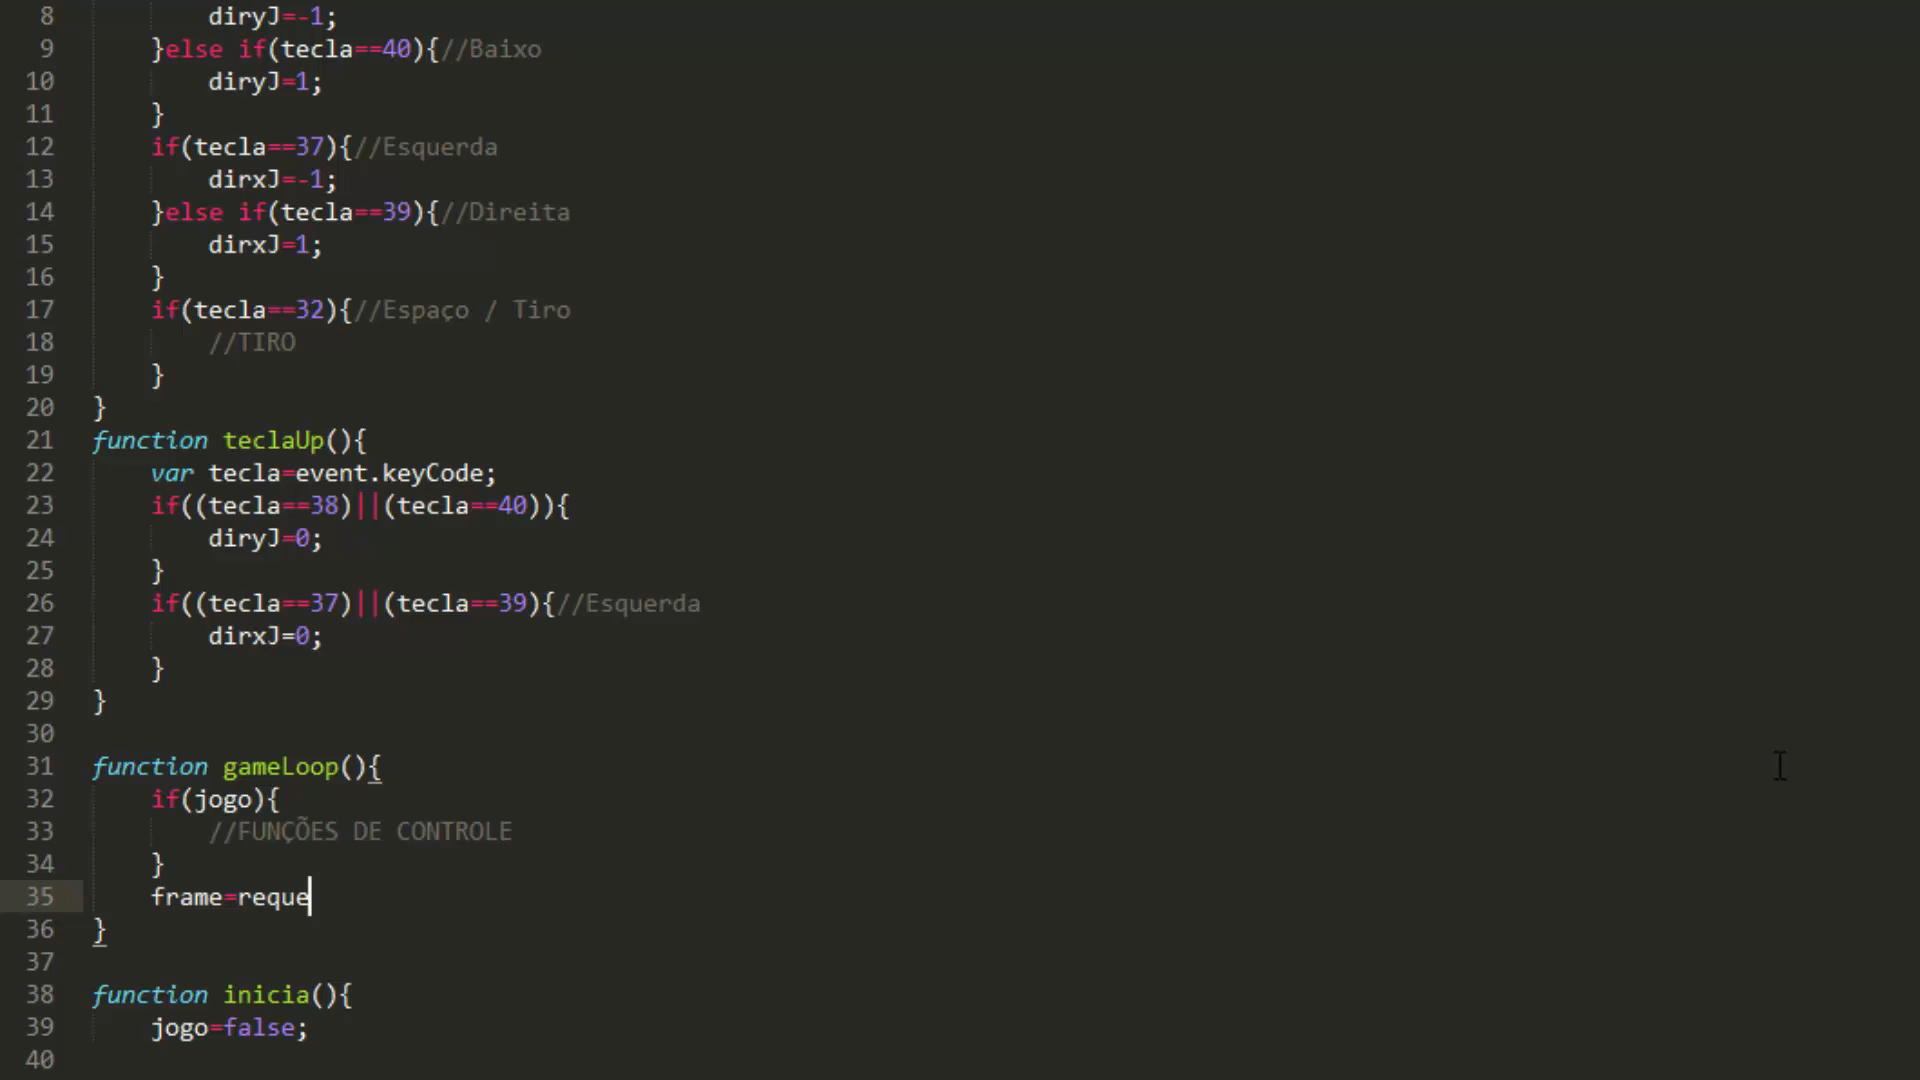 8 diryJ=-1;
9 }else if(tecla==40){//Baixo
10 diryJ=1;
11 }
12 if(tecla==37){//Esquerda
13 dirxJ=-1;
14 }else if(tecla==39){//Direita
15 dirxJ=1;
16 }
17 if(tecla==32){//Espaço / Tiro
18 //TIRO
19 }
20 }
21 function teclaUp(){
22 var tecla=event.keyCode;
23 if((tecla==38)||(tecla==40)){
24 diryJ=0;
25 }
26 if((tecla==37)||(tecla==39){//Esquerda
27 dirxJ=0;
28 }
29 }
30
31 function gameLoop(){
32 if(jogo){
33 //FUNÇÕES DE CONTROLE
34 }
35 frame=reque
36 }
37
38 function inicia(){
39 jogo=false;
40